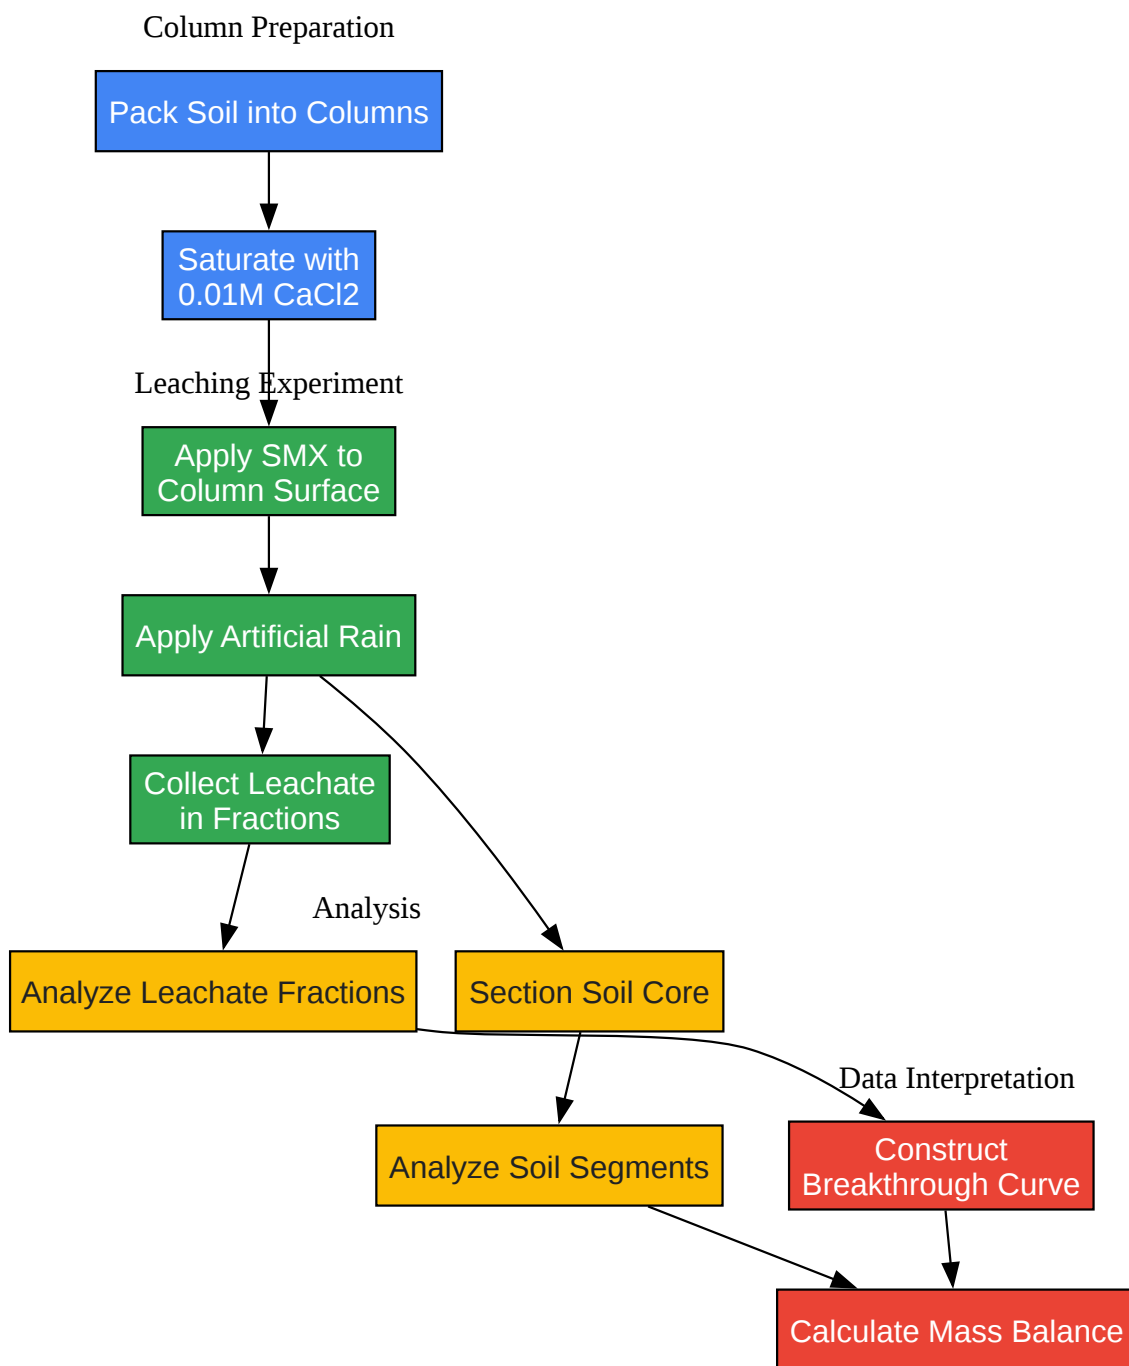 Column Preparation
Pack Soil into Columns
Saturate with
0.01M CaCl2
Leaching Experiment
Apply SMX to
Column Surface
Apply Artificial Rain
Collect Leachate
in Fractions
Analysis
Analyze Leachate Fractions
Section Soil Core
Data Interpretation
Analyze Soil Segments
Construct
Breakthrough Curve
Calculate Mass Balance